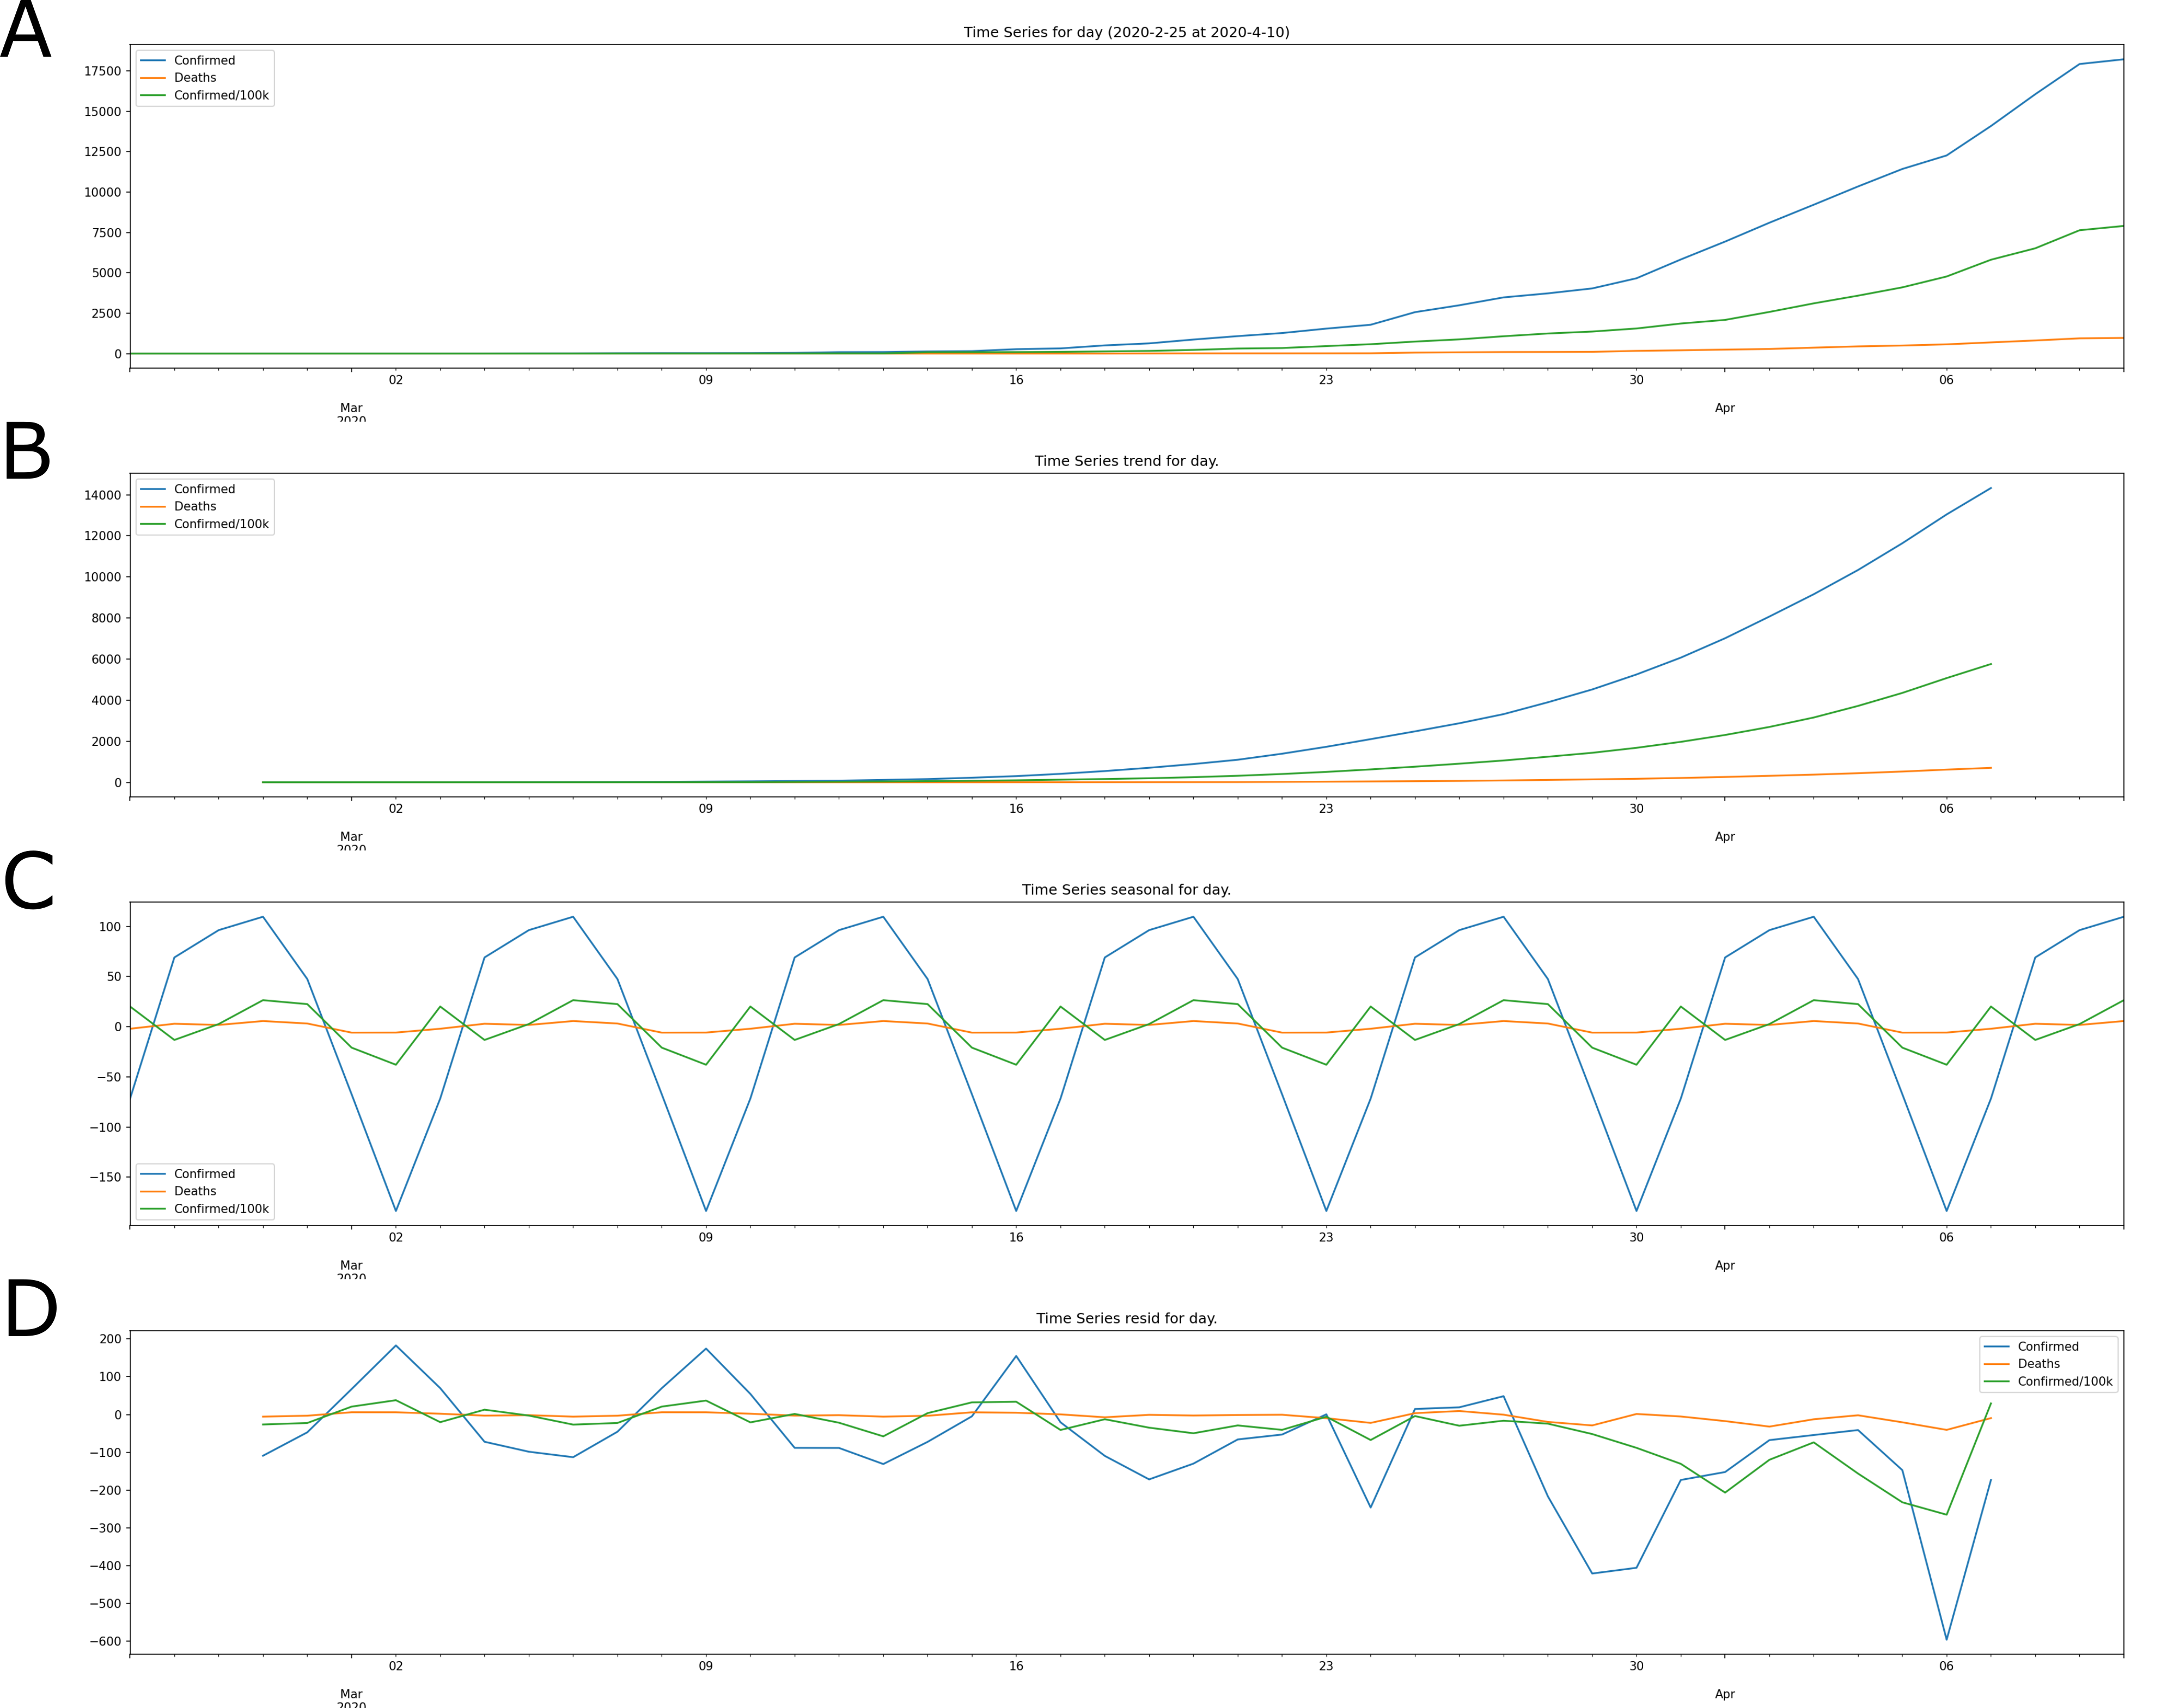 A
Time Series for day (2020-2-25 at 2020-4-10)
Confirmed
Deaths
Confirmed/100k
17500
15000
12500
10000
7500
5000
2500
0
02 09 16 23 30 06
Mar Apr
2020
B
Time Series trend for day.
Confirmed
Deaths
Confirmed/100k
14000
12000
10000
8000
6000
4000
2000
0
02 09 16 23 30 06
Mar Apr
2020
C
Time Series seasonal for day.
100
50
0
−50
−100
−150
Confirmed
Deaths
Confirmed/100k
02 09 16 23 30 06
Mar Apr
2020
D
Time Series resid for day.
Confirmed
Deaths
Confirmed/100k
200
100
0
−100
−200
−300
−400
−500
−600
02 09 16 23 30 06
Mar Apr
2020